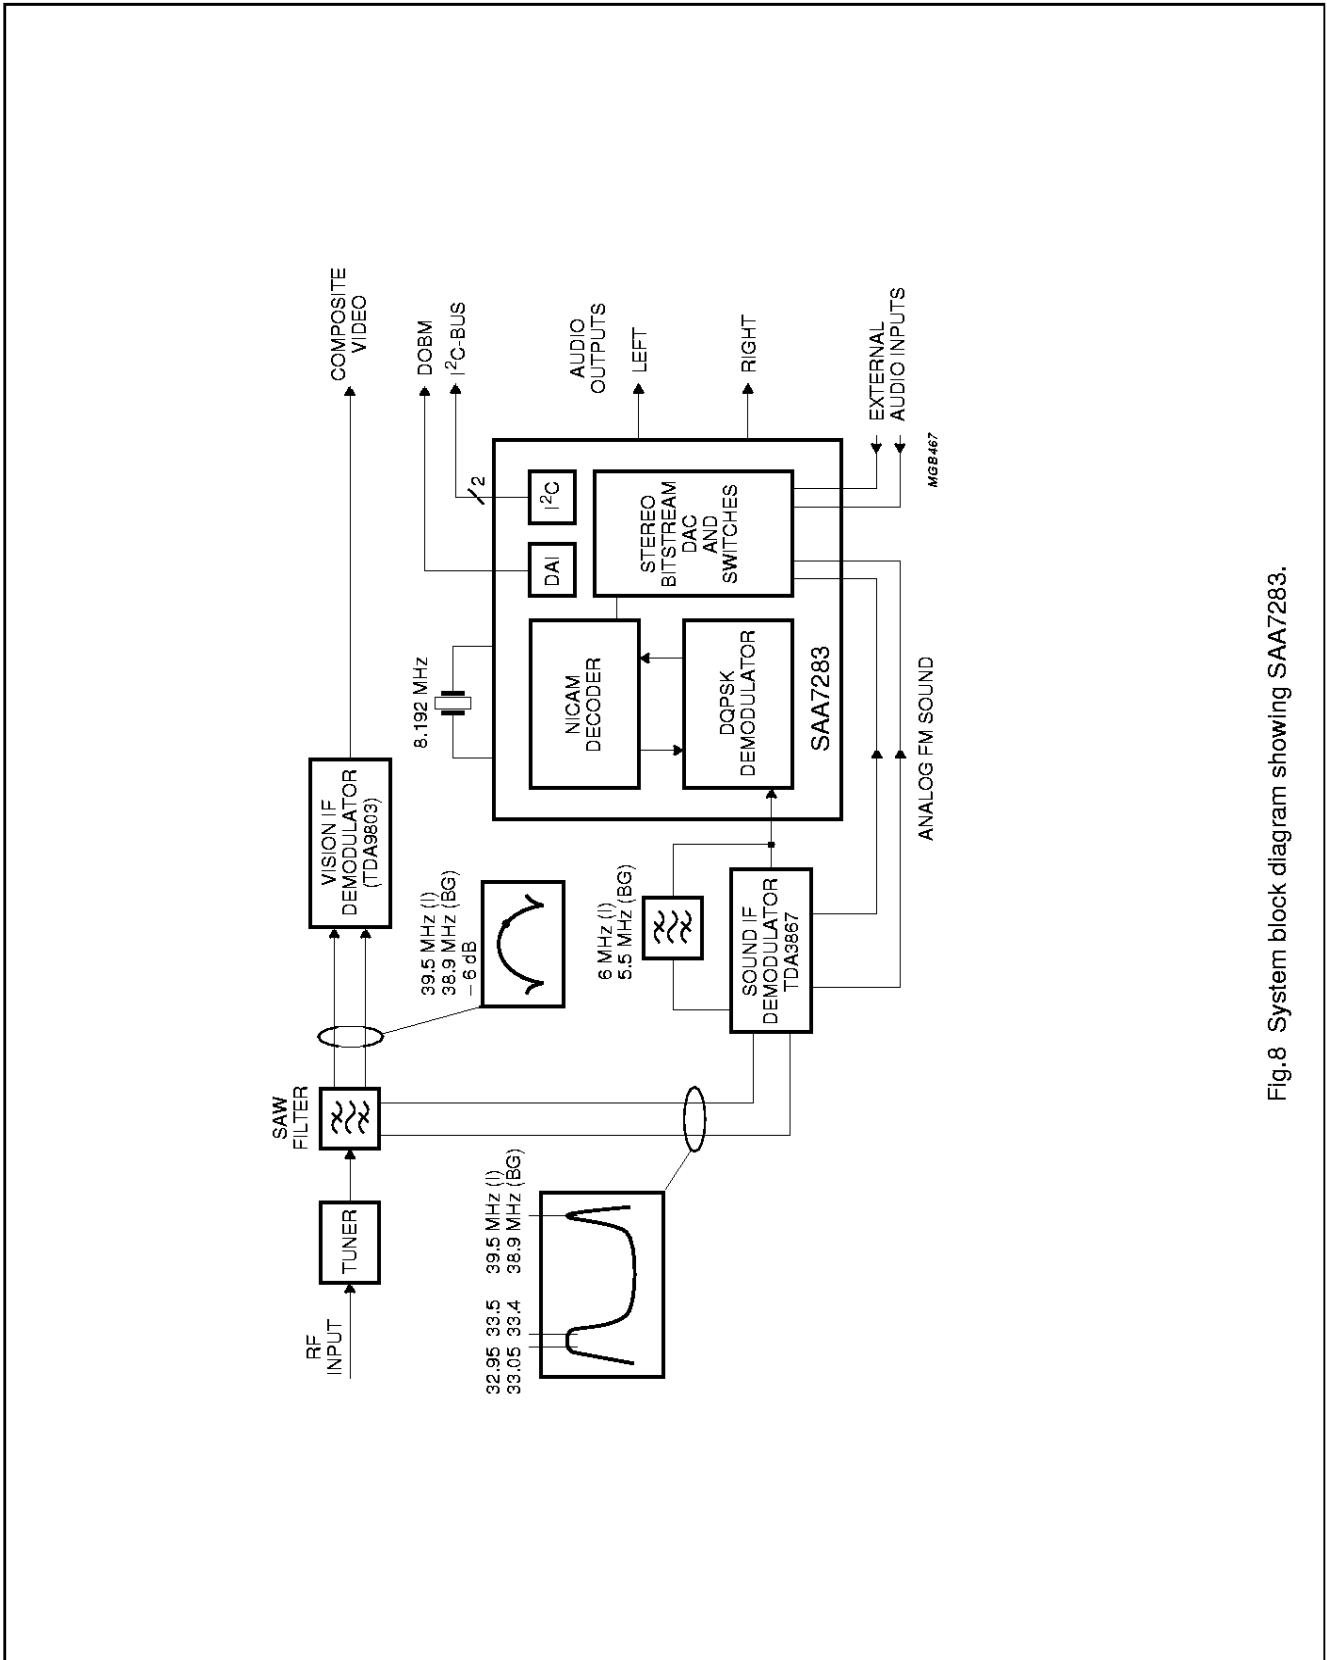 RF
INPUT
TUNER
SAW
FILTER
VISION IF
DEMODULATOR
(TDA9803)
COMPOSITE
VIDEO
39.5 MHz (I)
38.9 MHz (BG)
– 6 dB
32.95 33.5 39.5 MHz (I)
33.05 33.4 38.9 MHz (BG)
6 MHz (I)
5.5 MHz (BG)
SOUND IF
DEMODULATOR
TDA3867
8.192 MHz
DOBM
I²C-BUS
2
DAI
I²C
NICAM
DECODER
STEREO
BITSTREAM
DAC
AND
SWITCHES
DQPSK
DEMODULATOR
SAA7283
AUDIO
OUTPUTS
LEFT
RIGHT
EXTERNAL
AUDIO INPUTS
ANALOG FM SOUND
MGB467
Fig.8 System block diagram showing SAA7283.